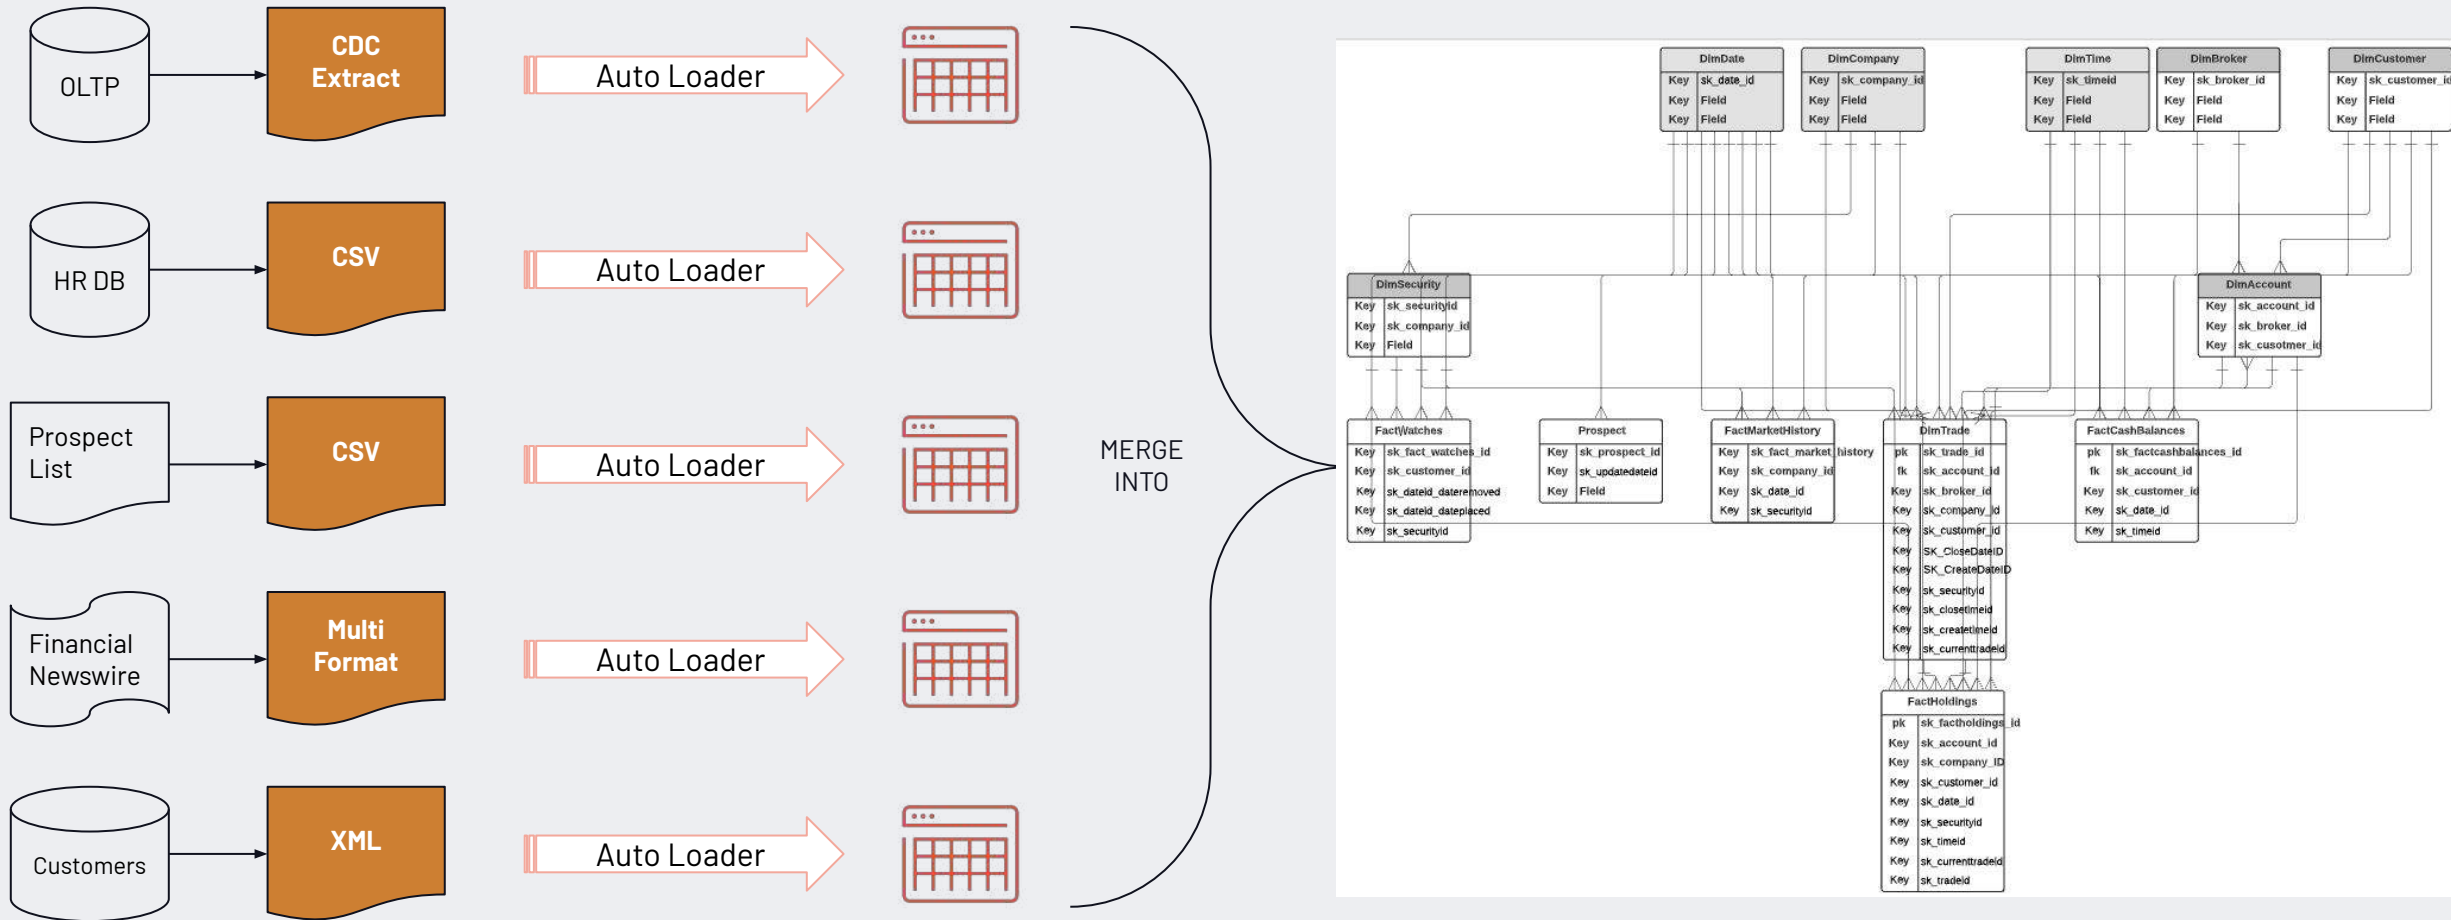 OLTP
CDC
Extract
Auto Loader
HR DB
CSV
Auto Loader
Prospect
List
CSV
Auto Loader
Financial
Newswire
Multi
Format
Auto Loader
Customers
XML
Auto Loader
MERGE
INTO
DimDate
Key sk_date_id
Key Field
Key Field
DimCompany
Key sk_company_id
Key Field
Key Field
DimTime
Key sk_timeid
Key Field
Key Field
DimBroker
Key sk_broker_id
Key Field
Key Field
DimCustomer
Key sk_customer_id
Key Field
Key Field
DimSecurity
Key sk_securityid
Key sk_company_id
Key Field
DimAccount
Key sk_account_id
Key sk_broker_id
Key sk_cusotmer_id
FactWatches
Key sk_fact_watches_id
Key sk_customer_id
Key sk_dateid_dateremoved
Key sk_dateid_dateplaced
Key sk_securityid
Prospect
Key sk_prospect_id
Key sk_updatedateid
Key Field
FactMarketHistory
Key sk_fact_market_history
Key sk_company_id
Key sk_date_id
Key sk_securityid
DimTrade
pk sk_trade_id
fk sk_account_id
Key sk_broker_id
Key sk_company_id
Key sk_customer_id
Key SK_CloseDateID
Key SK_CreateDateID
Key sk_securityid
Key sk_closetimeid
Key sk_createtimeid
Key sk_currenttradeid
FactCashBalances
pk sk_factcashbalances_id
fk sk_account_id
Key sk_customer_id
Key sk_date_id
Key sk_timeid
FactHoldings
pk sk_factholdings_id
Key sk_account_id
Key sk_company_ID
Key sk_customer_id
Key sk_date_id
Key sk_securityid
Key sk_timeid
Key sk_currenttradeid
Key sk_tradeid